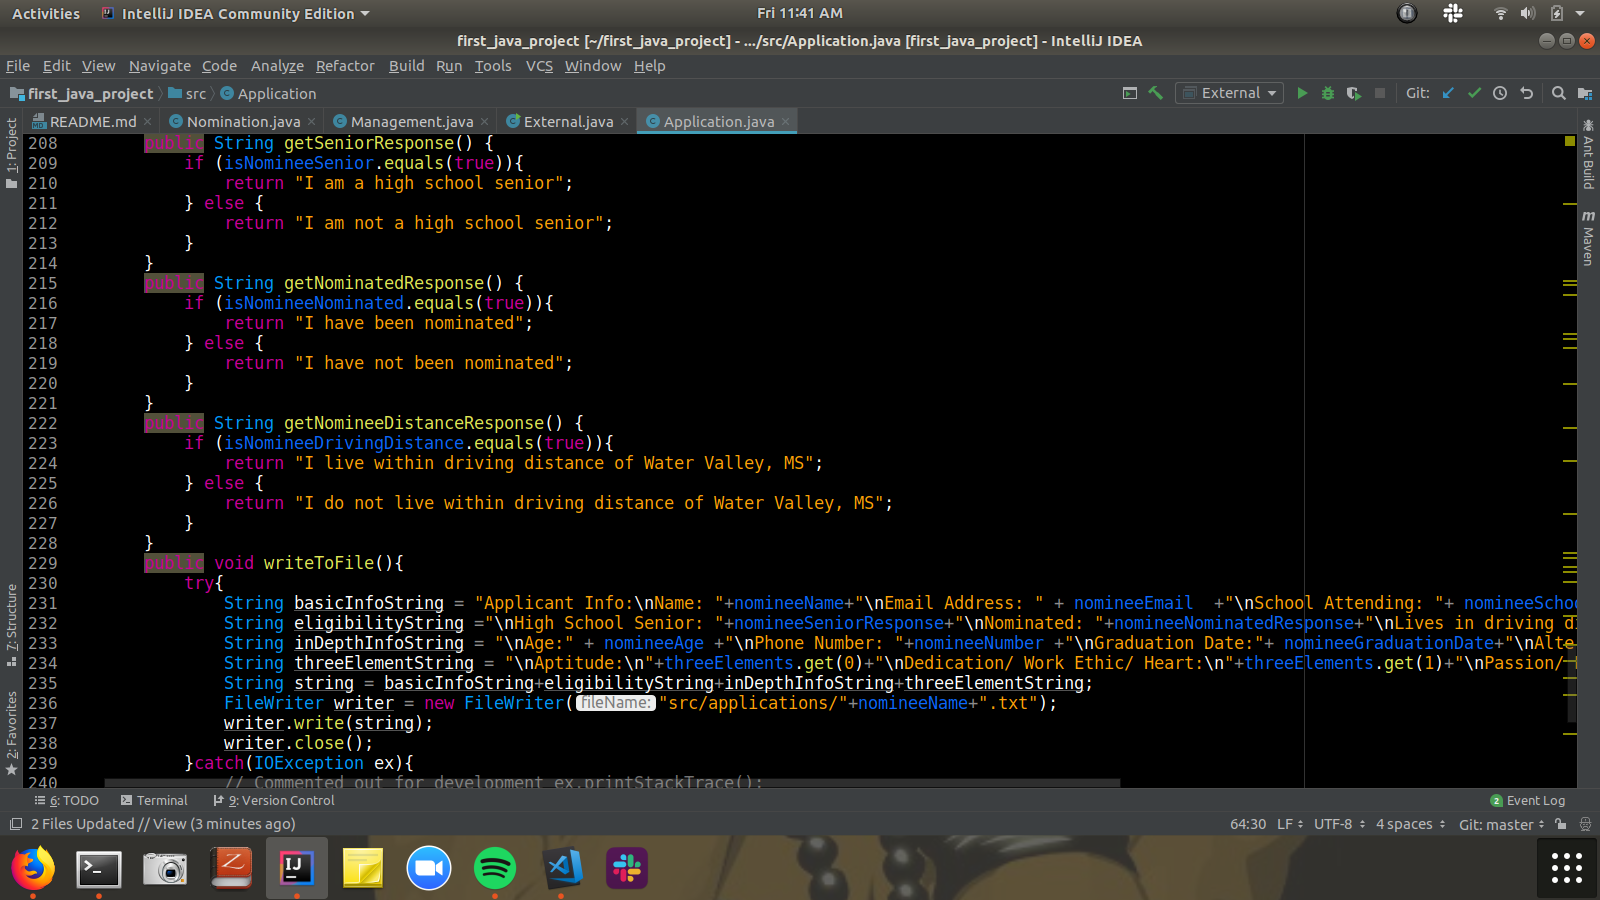 Activities IntelliJ IDEA Community Edition Fri 11:41 AM
first_java_project [~/first_java_project] - .../src/Application.java [first_java_project] - IntelliJ IDEA
File Edit View Navigate Code Analyze Refactor Build Run Tools VCS Window Help
first_java_project src Application External Git:
README.md Nomination.java Management.java External.java Application.java
1: Project
7: Structure
2: Favorites
Ant Build
Maven
208 public String getSeniorResponse() {
209 if (isNomineeSenior.equals(true)){
210 return "I am a high school senior";
211 } else {
212 return "I am not a high school senior";
213 }
214 }
215 public String getNominatedResponse() {
216 if (isNomineeNominated.equals(true)){
217 return "I have been nominated";
218 } else {
219 return "I have not been nominated";
220 }
221 }
222 public String getNomineeDistanceResponse() {
223 if (isNomineeDrivingDistance.equals(true)){
224 return "I live within driving distance of Water Valley, MS";
225 } else {
226 return "I do not live within driving distance of Water Valley, MS";
227 }
228 }
229 public void writeToFile(){
230 try{
231 String basicInfoString = "Applicant Info:\nName: "+nomineeName+"\nEmail Address: " + nomineeEmail +"\nSchool Attending: "+ nomineeSchoo
232 String eligibilityString ="\nHigh School Senior: "+nomineeSeniorResponse+"\nNominated: "+nomineeNominatedResponse+"\nLives in driving di
233 String inDepthInfoString = "\nAge:" + nomineeAge +"\nPhone Number: "+nomineeNumber +"\nGraduation Date:"+ nomineeGraduationDate+"\nAlte
234 String threeElementString = "\nAptitude:\n"+threeElements.get(0)+"\nDedication/ Work Ethic/ Heart:\n"+threeElements.get(1)+"\nPassion/
235 String string = basicInfoString+eligibilityString+inDepthInfoString+threeElementString;
236 FileWriter writer = new FileWriter( fileName: "src/applications/"+nomineeName+".txt");
237 writer.write(string);
238 writer.close();
239 }catch(IOException ex){
240 // Commented out for development ex.printStackTrace();
6: TODO Terminal 9: Version Control 2 Event Log
2 Files Updated // View (3 minutes ago) 64:30 LF UTF-8 4 spaces Git: master